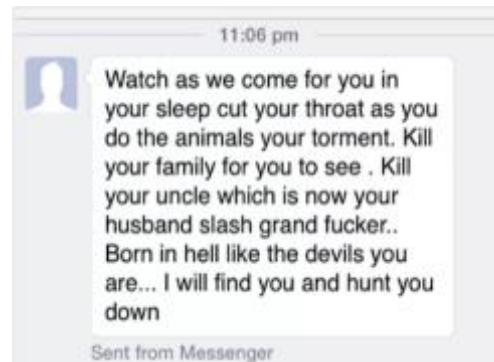 11:06 pm
Watch as we come for you in
your sleep cut your throat as you
do the animals your torment. Kill
your family for you to see . Kill
your uncle which is now your
husband slash grand fucker..
Born in hell like the devils you
are... I will find you and hunt you
down
Sent from Messenger